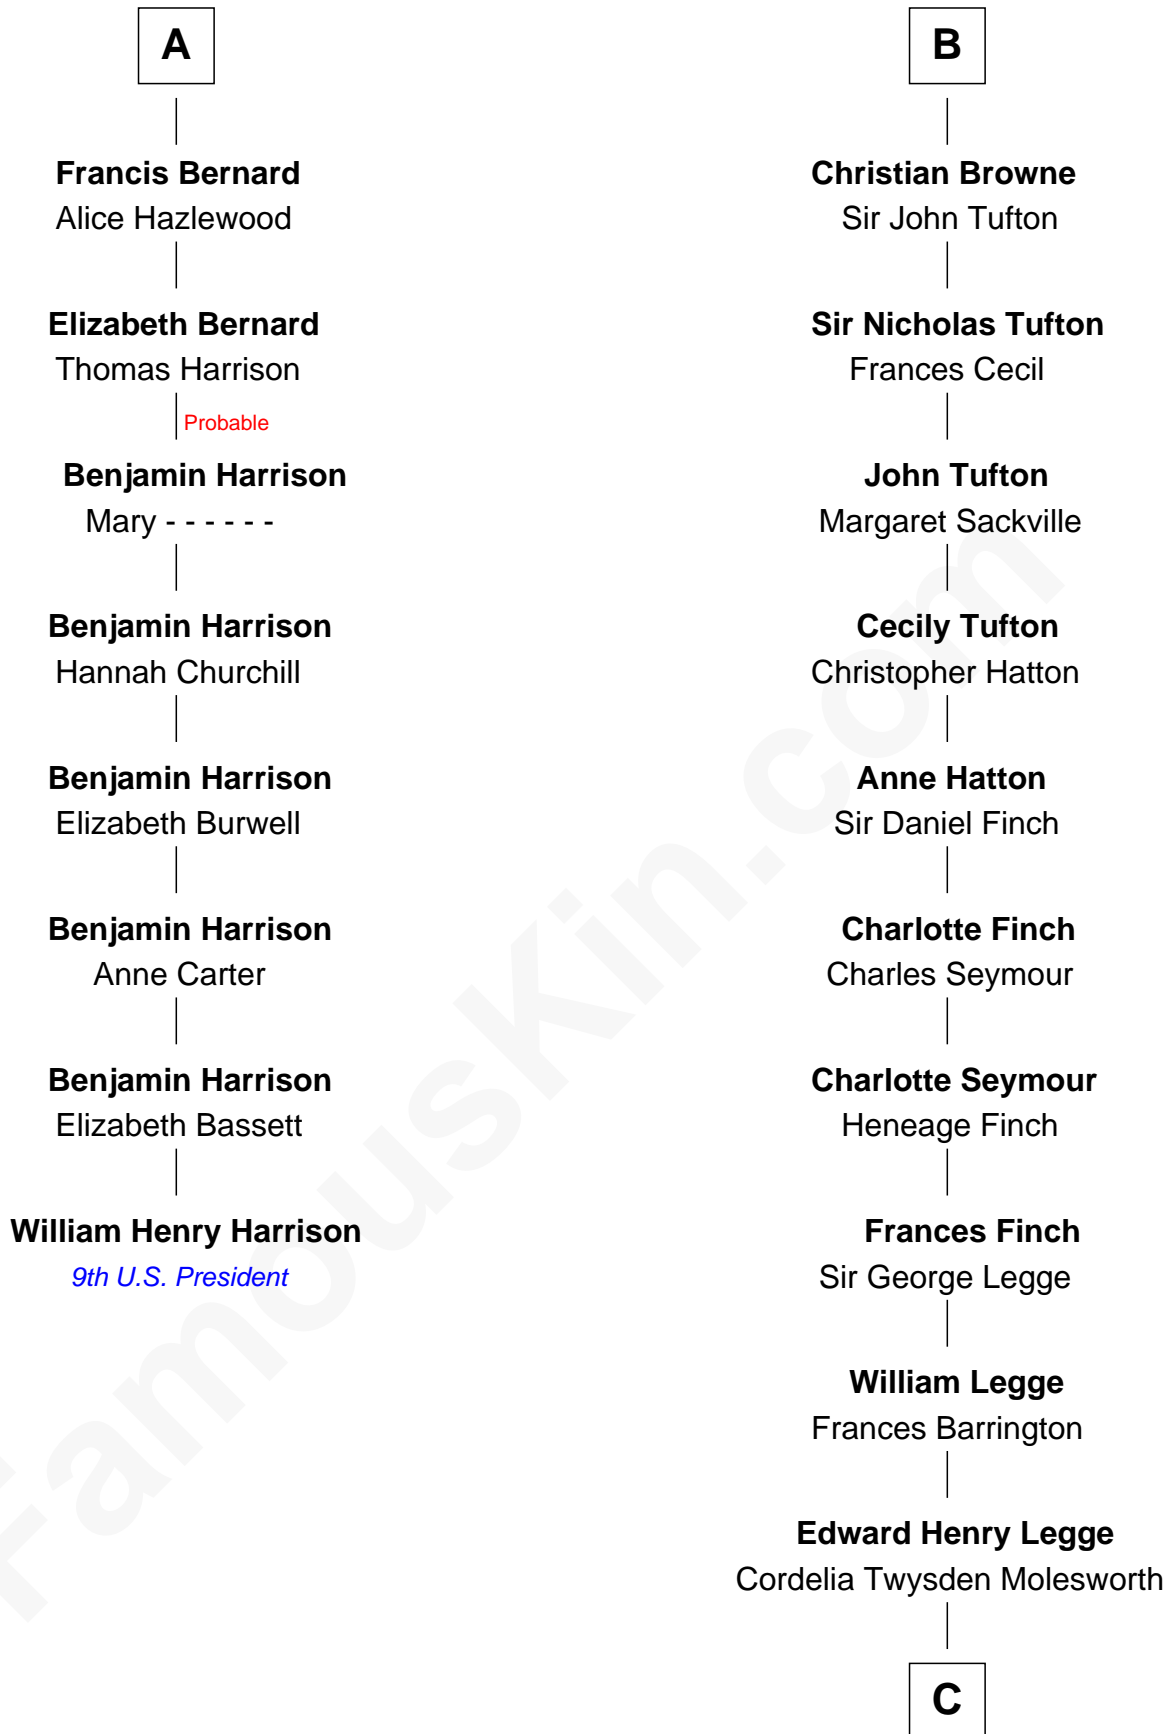 A
Francis Bernard
Alice Hazlewood
Elizabeth Bernard
Thomas Harrison
Probable
Benjamin Harrison
Mary - - - - - -
Benjamin Harrison
Hannah Churchill
Benjamin Harrison
Elizabeth Burwell
Benjamin Harrison
Anne Carter
Benjamin Harrison
Elizabeth Bassett
William Henry Harrison
9th U.S. President
B
Christian Browne
Sir John Tufton
Sir Nicholas Tufton
Frances Cecil
John Tufton
Margaret Sackville
Cecily Tufton
Christopher Hatton
Anne Hatton
Sir Daniel Finch
Charlotte Finch
Charles Seymour
Charlotte Seymour
Heneage Finch
Frances Finch
Sir George Legge
William Legge
Frances Barrington
Edward Henry Legge
Cordelia Twysden Molesworth
C
FamousKin.com